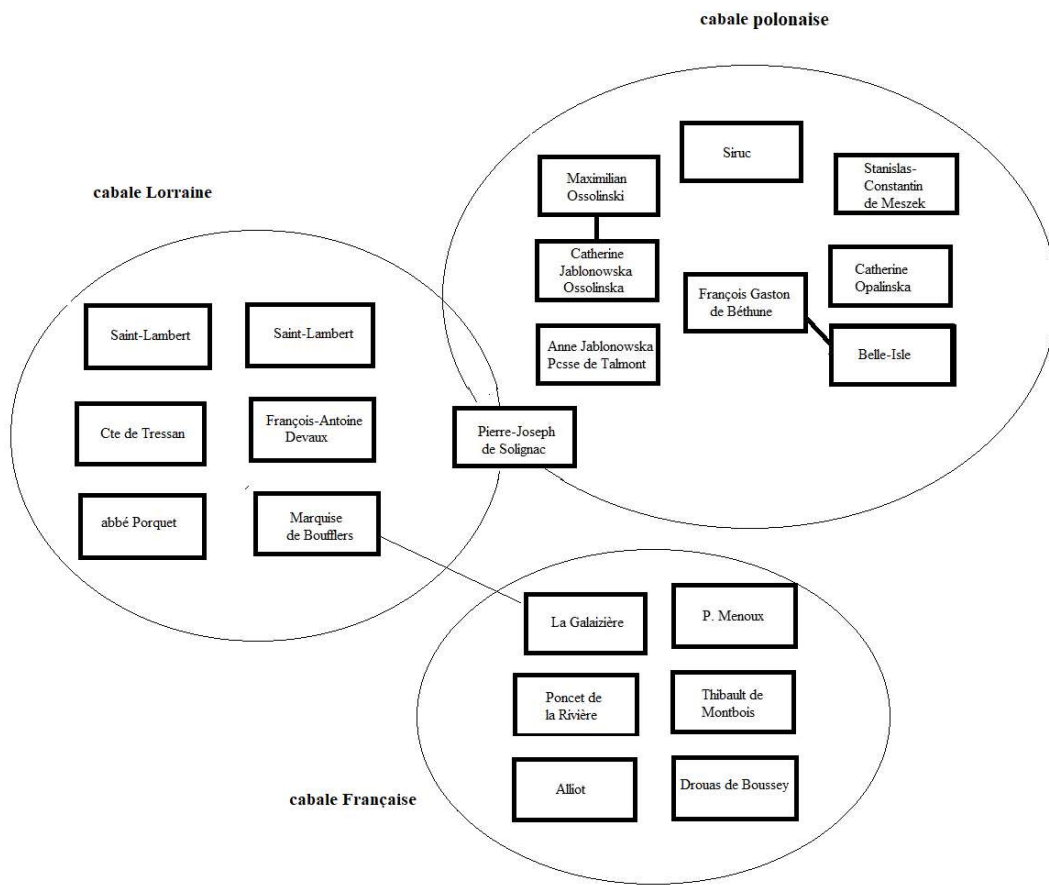 cabale polonaise
Siruc
Maximilian
Ossolinski
Stanislas-
Constantin
de Meszek
Catherine
Jablonowska
Ossolinska
François Gaston
de Béthune
Catherine
Opalinska
Anne Jablonowska
Pcsse de Talmont
Belle-Isle
cabale Lorraine
Saint-Lambert
Saint-Lambert
Cte de Tressan
François-Antoine
Devaux
Pierre-Joseph
de Solignac
abbé Porquet
Marquise
de Boufflers
La Galaizière
P. Menoux
Poncet de
la Rivière
Thibault de
Montbois
Alliot
Drouas de Boussey
cabale Française